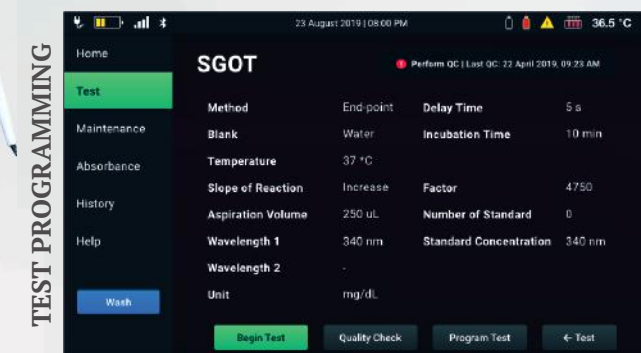 TEST PROGRAMMING
23 August 2019 | 08:00 PM
36.5 °C
Home
Test
Maintenance
Absorbance
History
Help
Wash
SGOT
Perform QC | Last QC: 22 April 2019, 09:23 AM
Method End-point Delay Time 5 s
Blank Water Incubation Time 10 min
Temperature 37 °C
Slope of Reaction Increase Factor 4750
Aspiration Volume 250 uL Number of Standard 0
Wavelength 1 340 nm Standard Concentration 340 nm
Wavelength 2 -
Unit mg/dL
Begin Test Quality Check Program Test ← Test